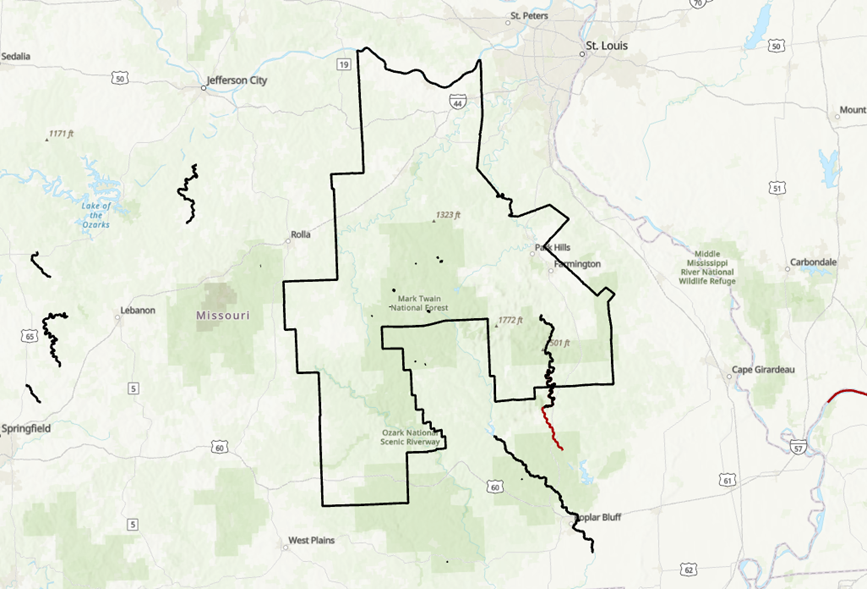 70
St. Peters
Sedalia
19
St. Louis
50
50
Jefferson City
44
Mount
1171 ft
51
Lake of
the
Ozarks
1323 ft
Rolla
Park Hills
Farmington
Middle
Mississippi
River National
Wildlife Refuge
Carbondale
Mark Twain
National Forest
Lebanon
Missouri
1772 ft
65
501 ft
Cape Girardeau
5
Springfield
Ozark National
Scenic Riverway
60
57
60
61
5
oplar Bluff
West Plains
62